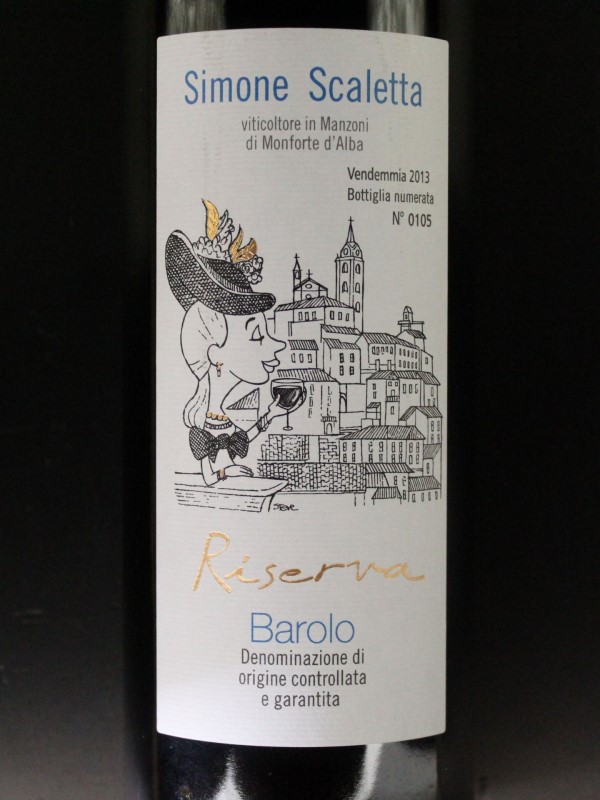 Simone Scaletta
viticoltore in Manzoni
di Monforte d'Alba
Vendemmia 2013
Bottiglia numerata
N° 0105
Riserva
Barolo
Denominazione di
origine controllata
e garantita